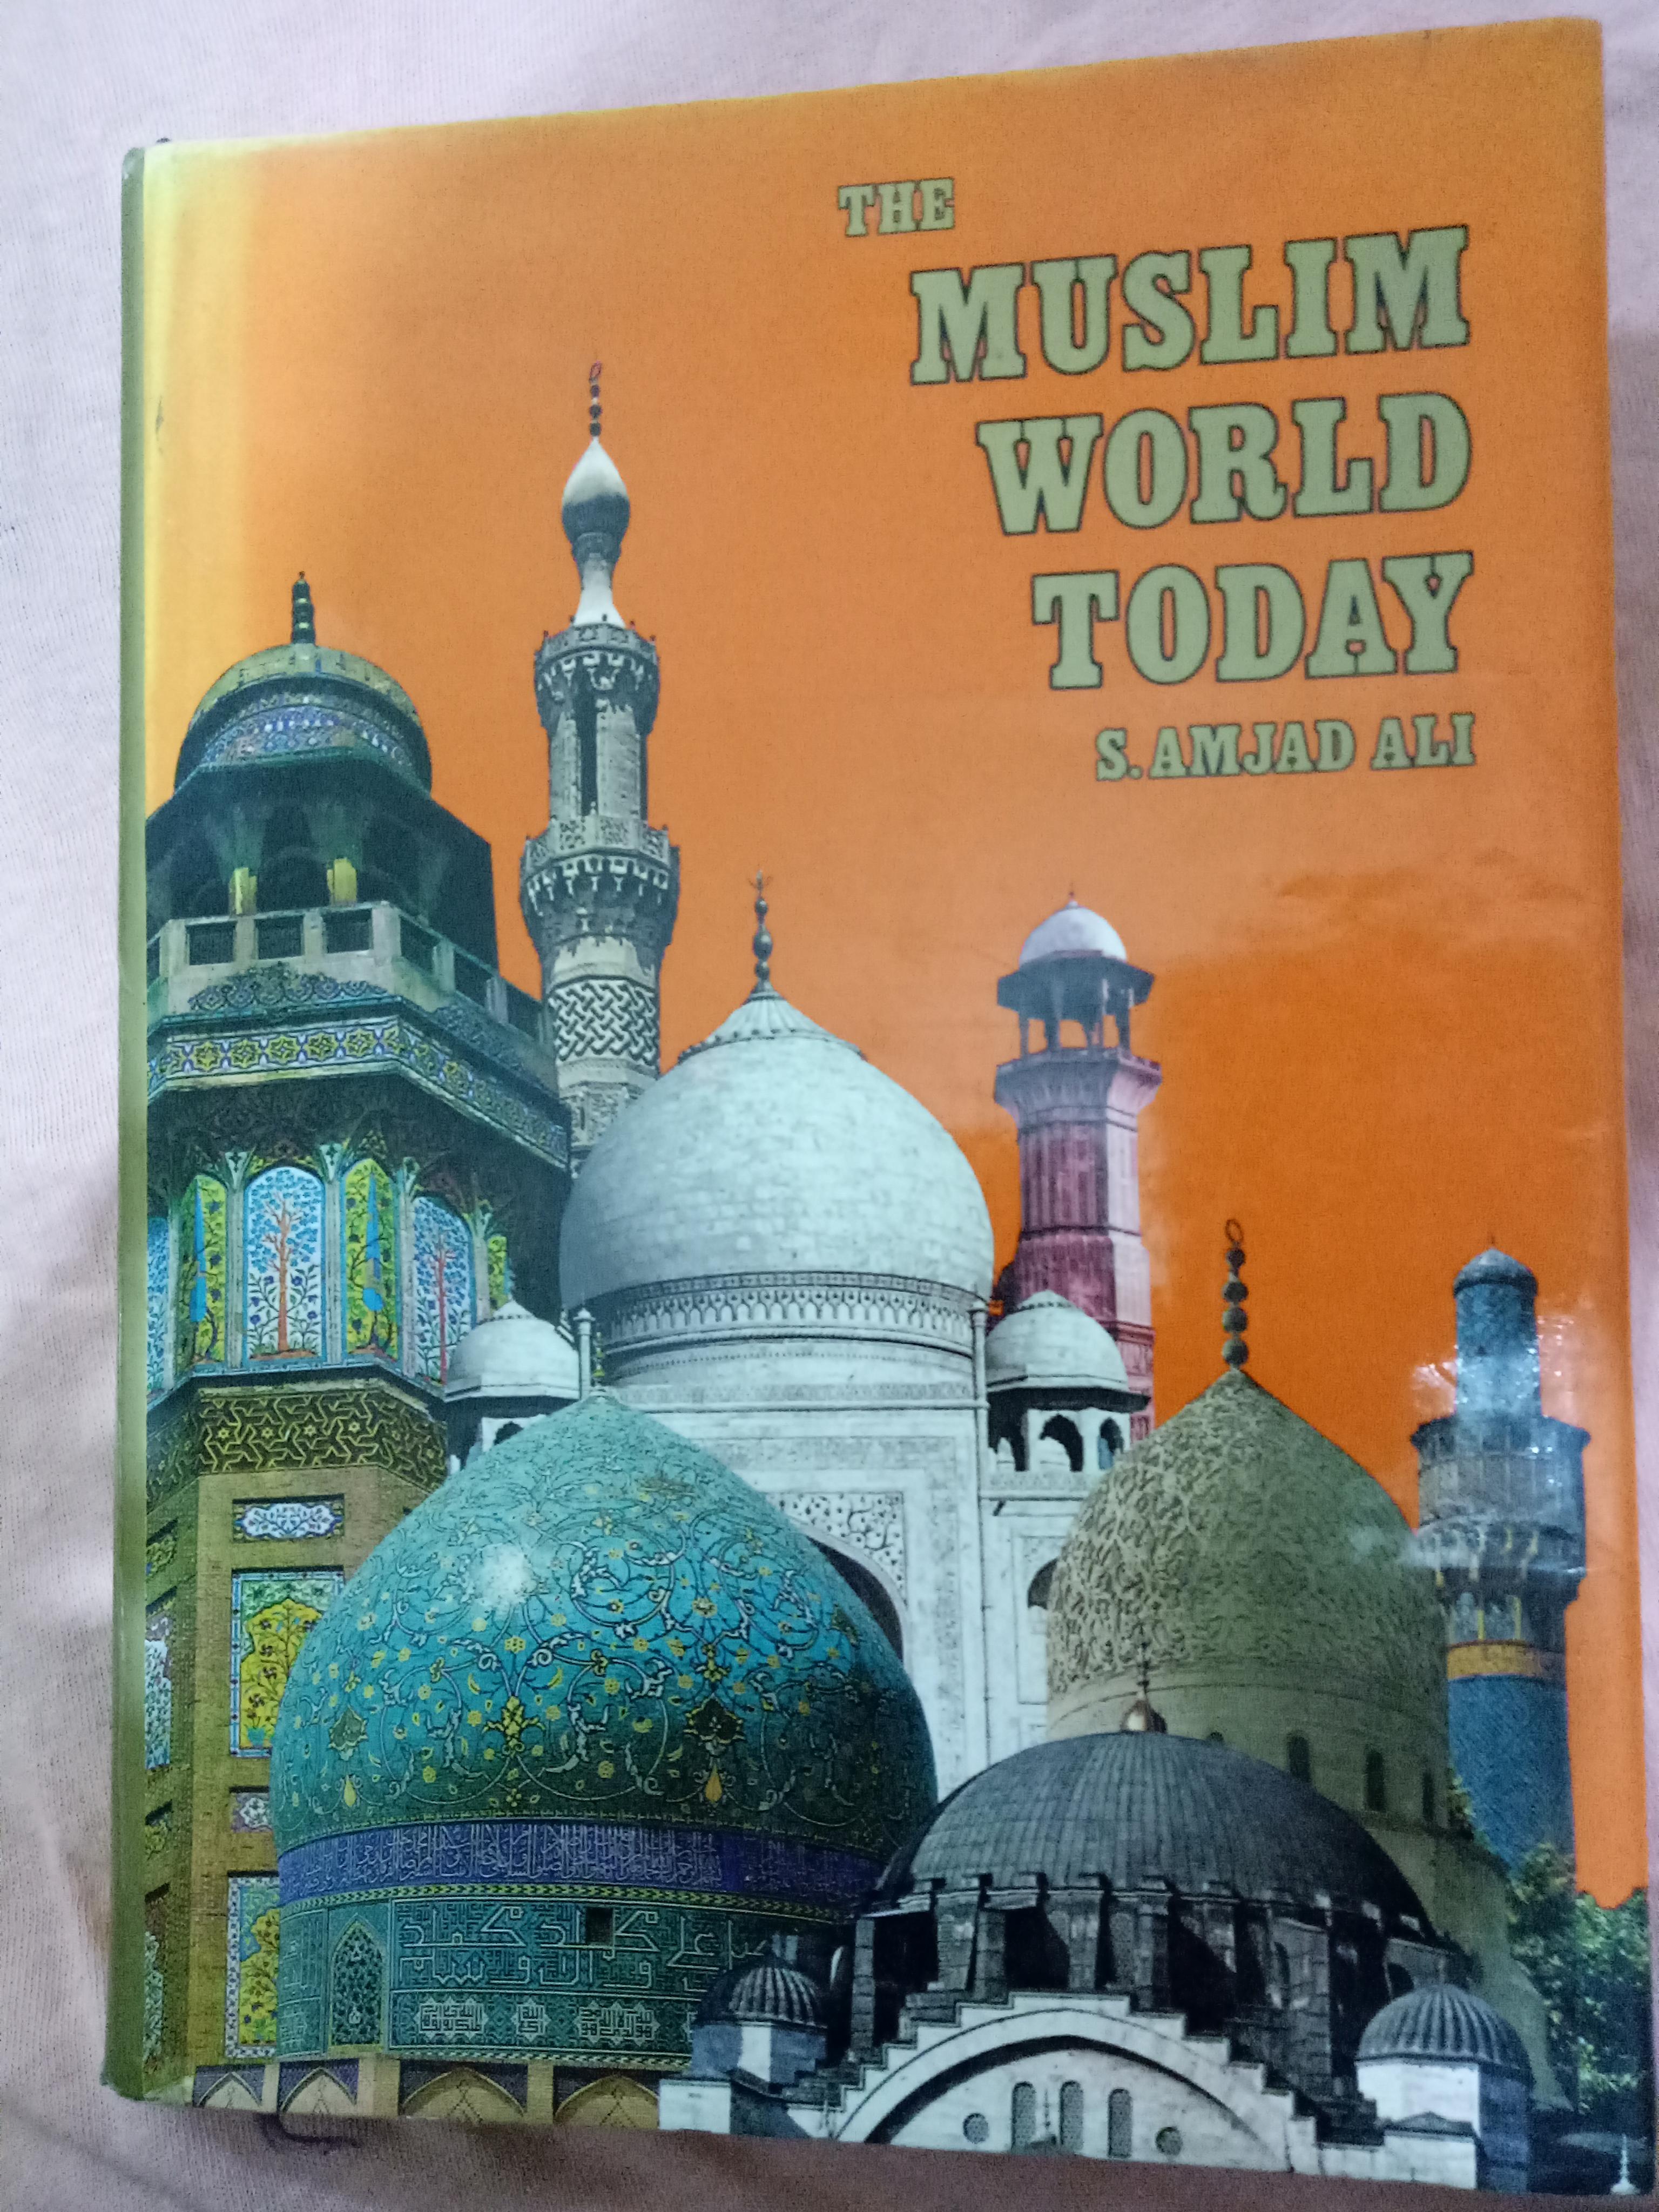 THE
MUSLIM
WORLD
TODAY
S. AMJAD ALI